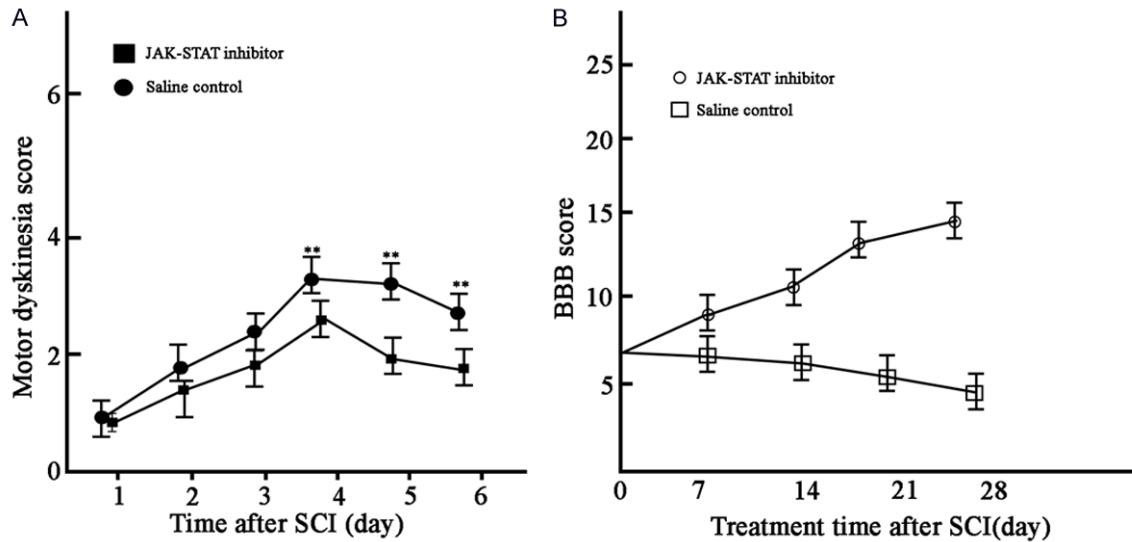 A
JAK-STAT inhibitor
Saline control
Motor dyskinesia score
6
4
2
0
** ** **
1 2 3 4 5 6
Time after SCI (day)
B
JAK-STAT inhibitor
Saline control
BBB score
25
20
15
10
5
0 7 14 21 28
Treatment time after SCI(day)